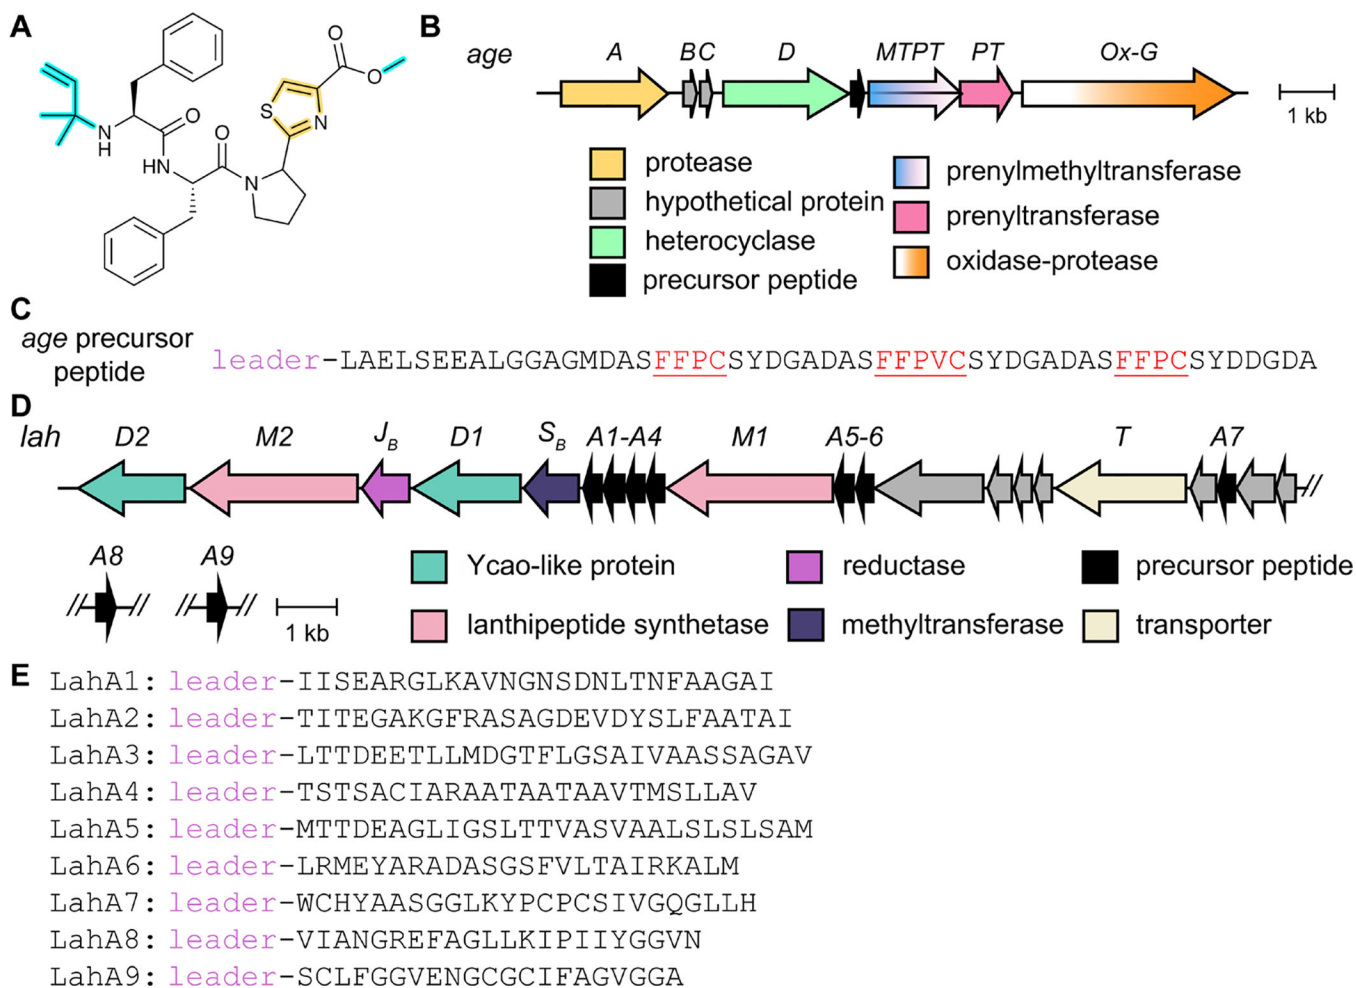 A
B
O
O
S
N
N
H
O
O
HN
N
age
A
B C
D
MTPT
PT
Ox-G
1 kb
protease
hypothetical protein
heterocyclase
precursor peptide
prenylmethyltransferase
prenyltransferase
oxidase-protease
C
age precursor
peptide
leader-LAELSEEALGGAGMDASFFPCSYDGADASFFPVCSYDGADASFFPCSYDDGDA
D
lah
D2
M2
JB
D1
SB
A1-A4
M1
A5-6
T
A7
A8
A9
1 kb
Ycao-like protein
lanthipeptide synthetase
reductase
methyltransferase
precursor peptide
transporter
E
LahA1: leader-IISEARGLKAVNGNSDNLTNFAAGAI
LahA2: leader-TITEGAKGFRASAGDEVDYSLFAATAI
LahA3: leader-LTTDEETLLMDGTFLGSAIVAASSAGAV
LahA4: leader-TSTSACIARAATAATAAVTMSLLAV
LahA5: leader-MTTDEAGLIGSLTTVASVAALSLSLSAM
LahA6: leader-LRMEYARADASGSFVLTAIRKALM
LahA7: leader-WCHYAASGGLKYPCPCSIVGQGLLH
LahA8: leader-VIANGREFAGLLKIPIIYGGVN
LahA9: leader-SCLFGGVENGCGCIFAGVGGA